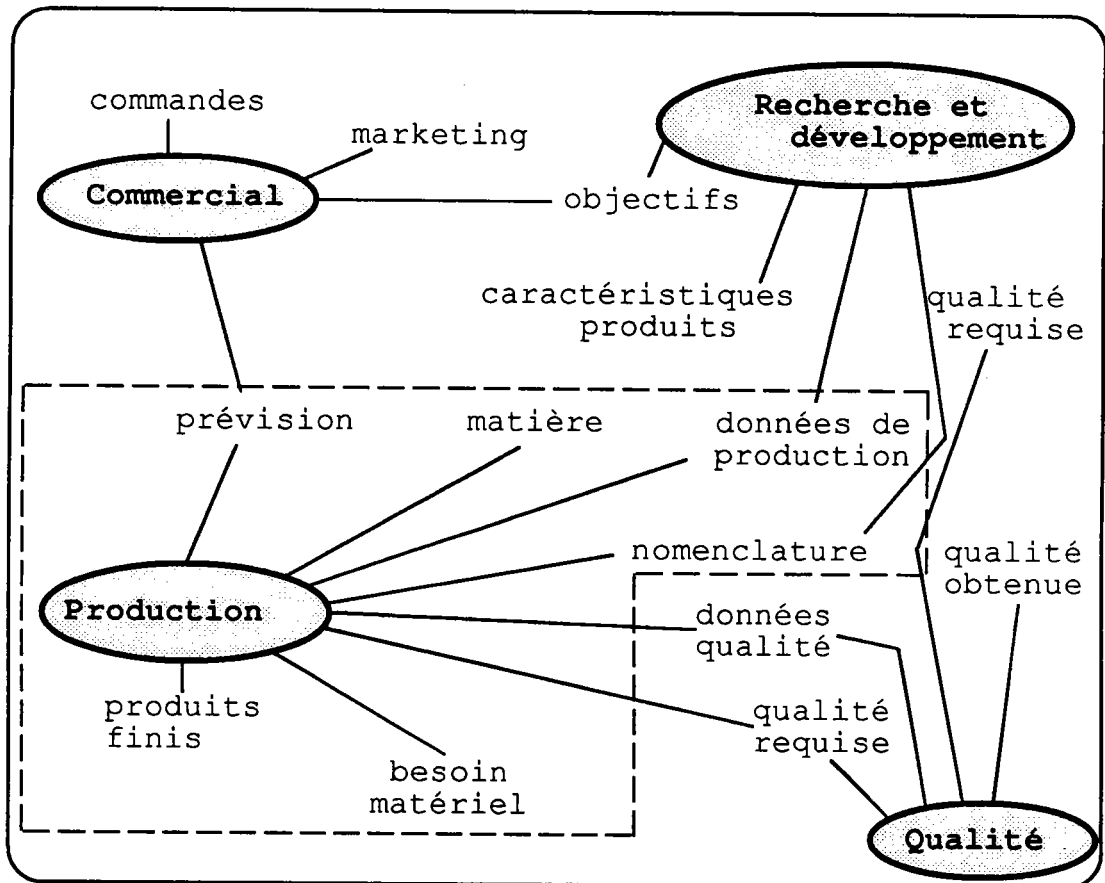 commandes
marketing
Commercial
Recherche et
développement
objectifs
caractéristiques
produits
qualité
requise
prévision
matière
données de
production
nomenclature
qualité
obtenue
Production
données
qualité
produits
finis
qualité
requise
besoin
matériel
Qualité